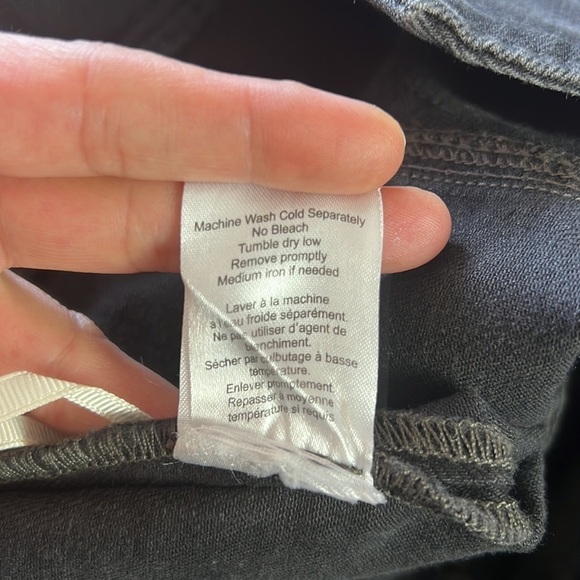 Machine Wash Cold Separately
No Bleach
Tumble dry low
Remove promptly
Medium iron if needed
Laver à la machine
à l'eau froide séparément.
Ne pas utiliser d'agent de
blanchiment.
Sécher par culbutage à basse
température.
Enlever promptement.
Repasser à moyenne
température si requis